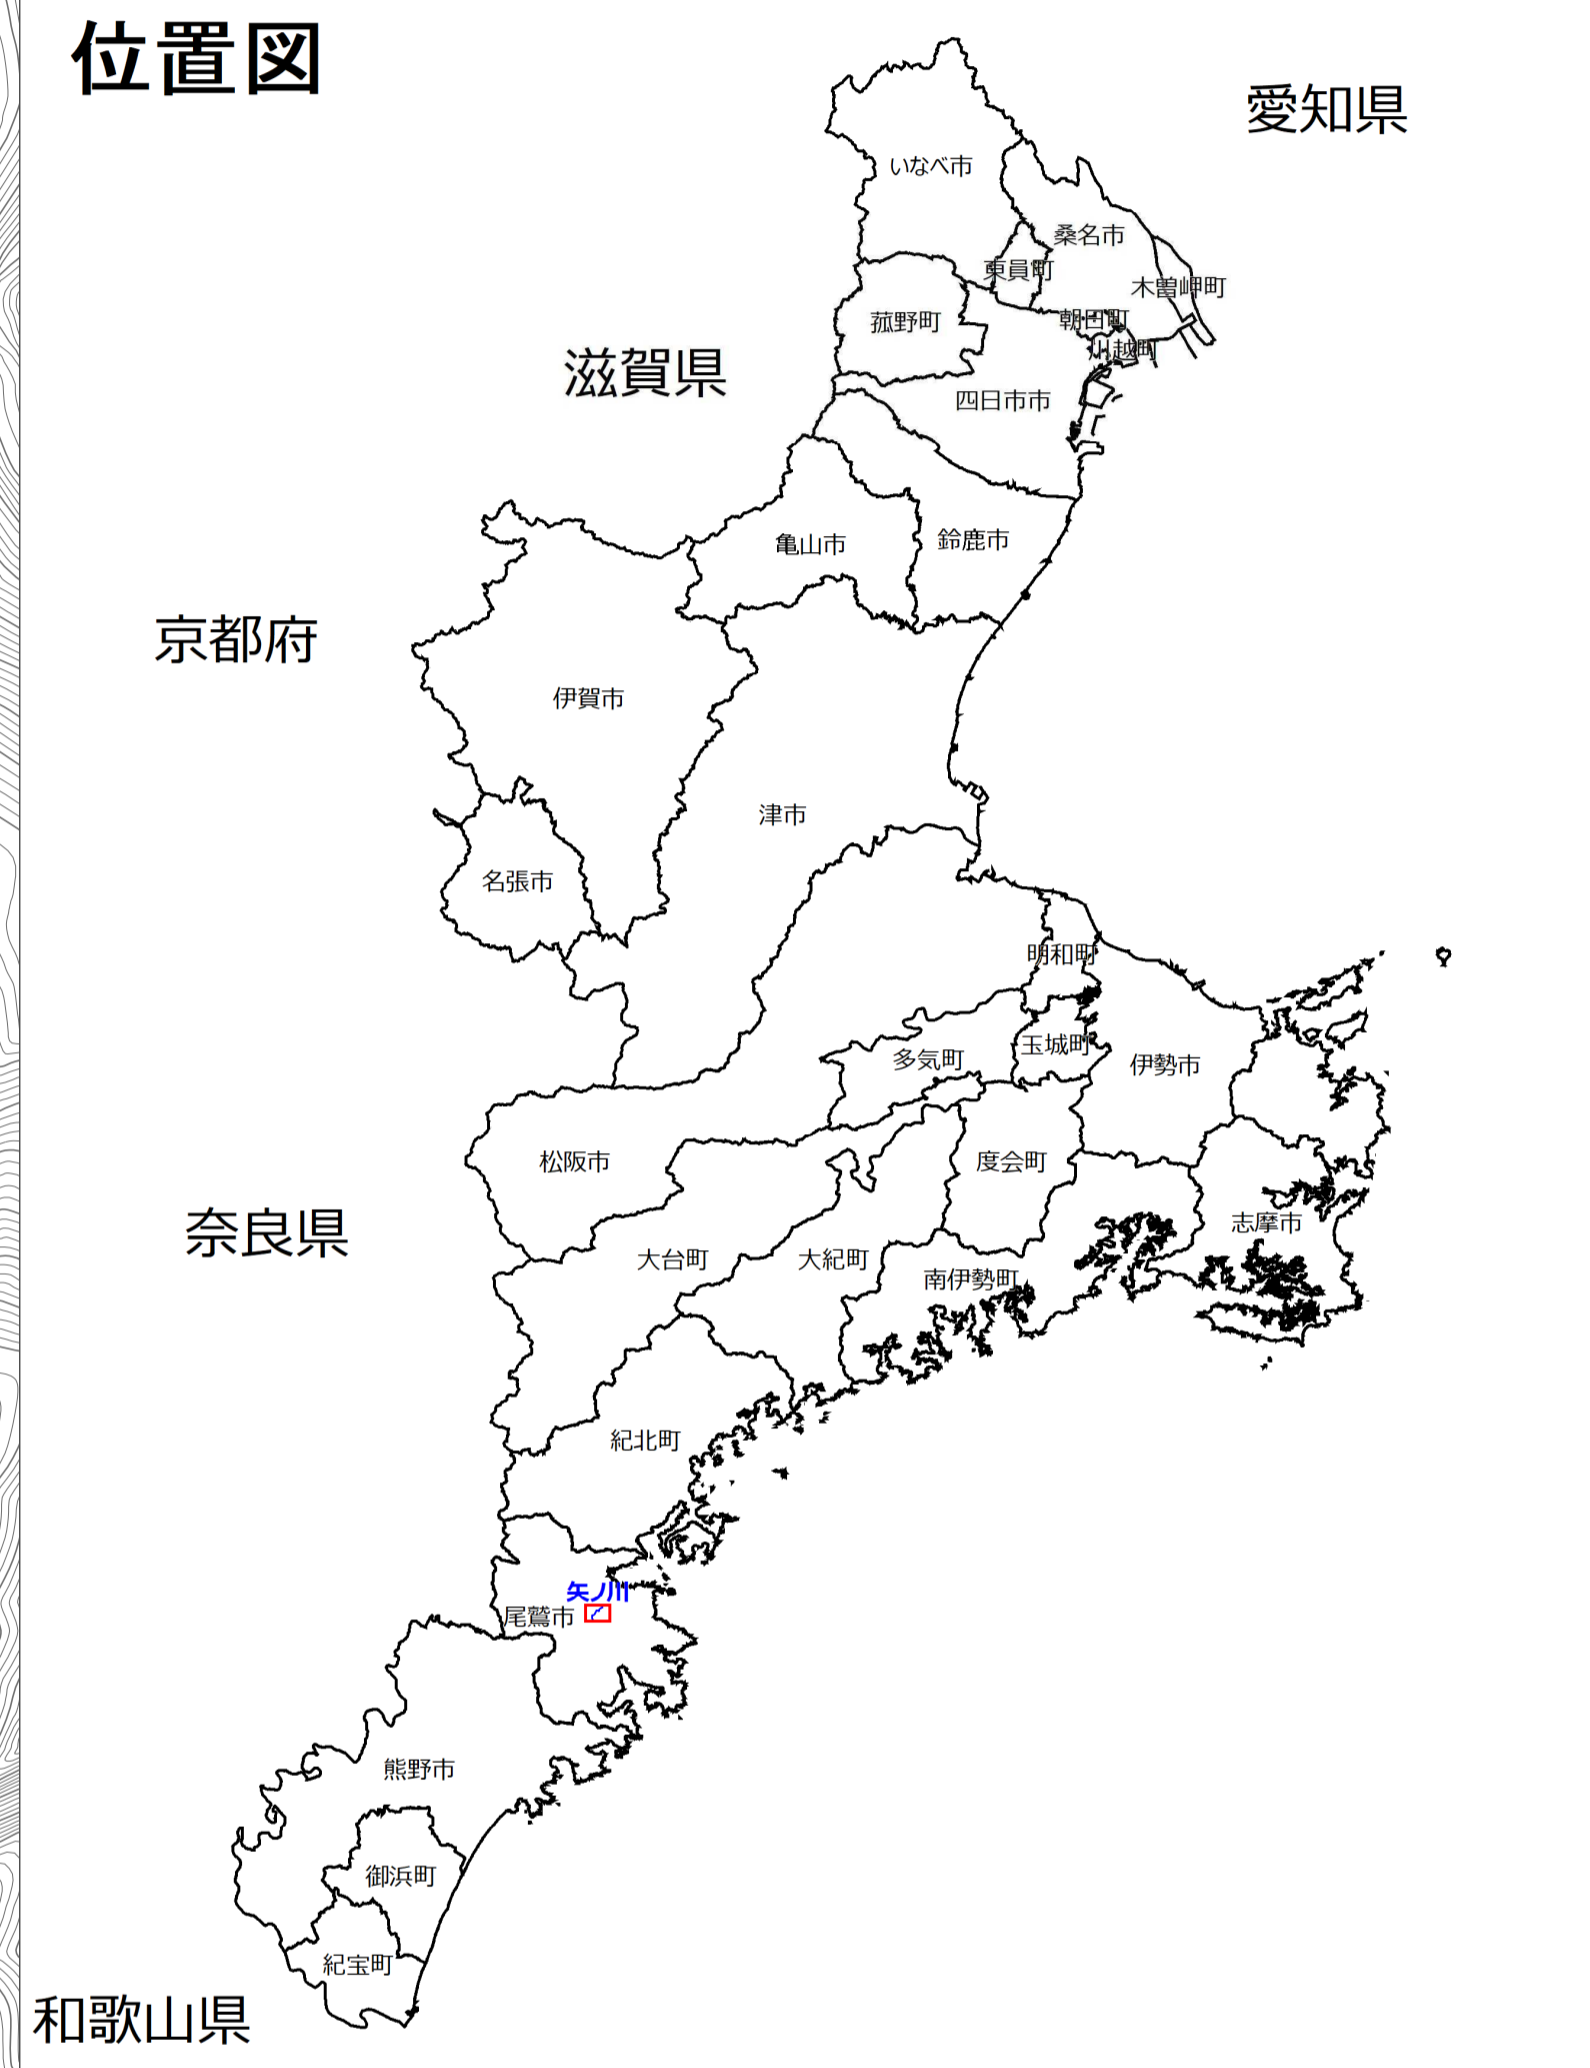 位置図
愛知県
いなべ市
桑名市
東員町
木曽岬町
菰野町
朝日町
川越町
滋賀県
四日市市
亀山市
鈴鹿市
京都府
伊賀市
津市
名張市
明和町
多気町
玉城町
伊勢市
松阪市
度会町
奈良県
志摩市
大台町
大紀町
南伊勢町
紀北町
矢ノ川
尾鷲市
熊野市
御浜町
紀宝町
和歌山県